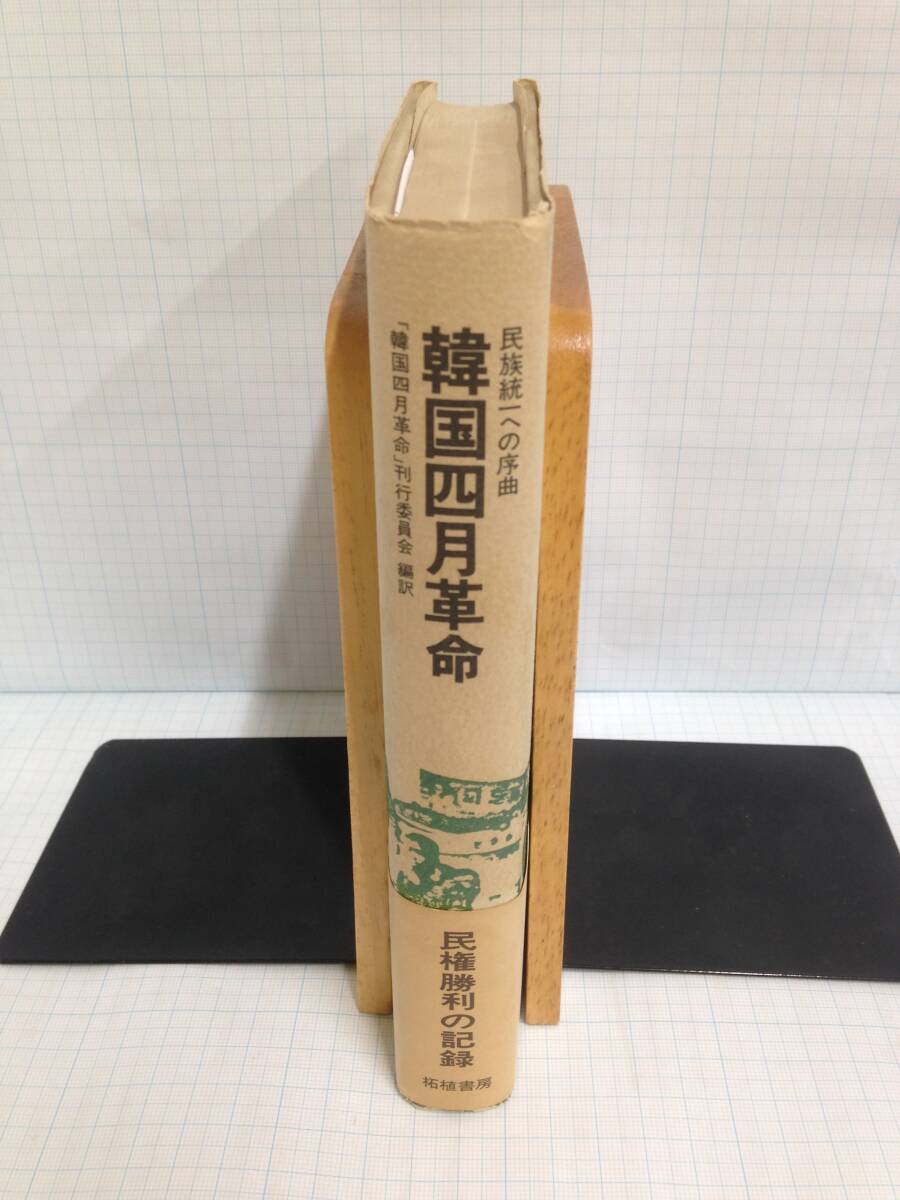 民族統一への序曲
韓国四月革命
「韓国四月革命」刊行委員会 編訳
民権勝利の記録
柘植書房